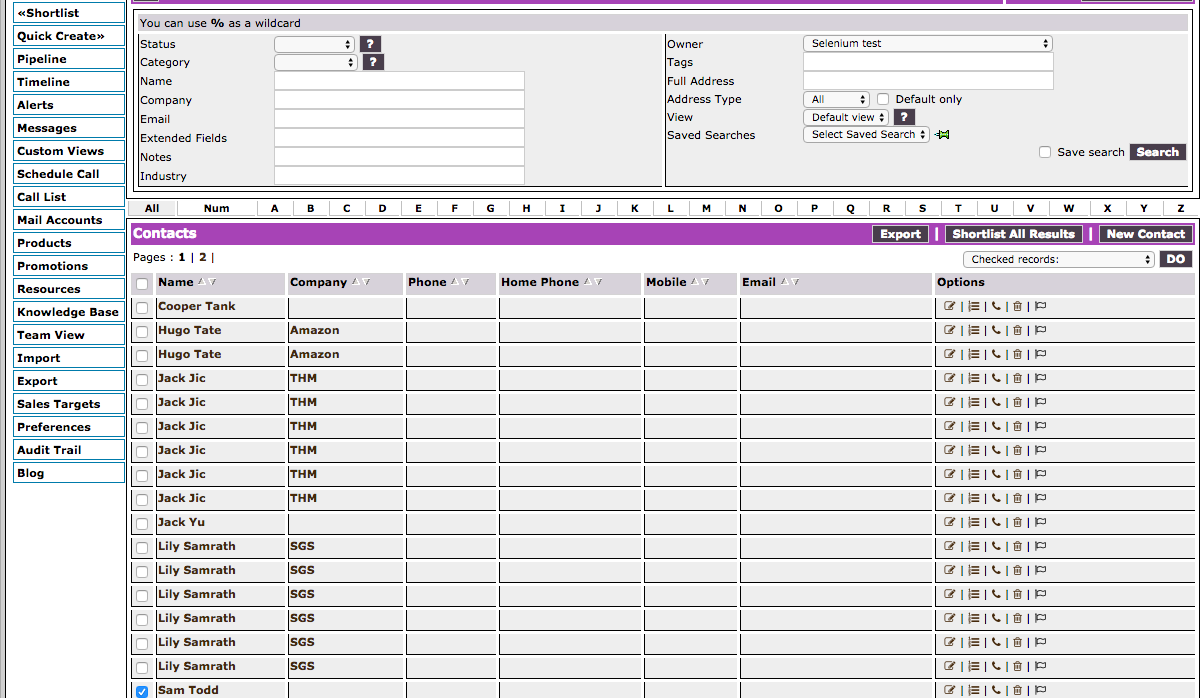 «Shortlist
Quick Create»
Pipeline
Timeline
Alerts
Messages
Custom Views
Schedule Call
Call List
Mail Accounts
Products
Promotions
Resources
Knowledge Base
Team View
Import
Export
Sales Targets
Preferences
Audit Trail
Blog
You can use % as a wildcard
Status ?
Category ?
Name
Company
Email
Extended Fields
Notes
Industry
Owner Selenium test
Tags
Full Address
Address Type All Default only
View Default view ?
Saved Searches Select Saved Search
Save search Search
All Num A B C D E F G H I J K L M N O P Q R S T U V W X Y Z
Contacts Export | Shortlist All Results | New Contact
Pages : 1 | 2 | Checked records: DO
Name Company Phone Home Phone Mobile Email Options
Cooper Tank | | | |
Hugo Tate Amazon | | | |
Hugo Tate Amazon | | | |
Jack Jic THM | | | |
Jack Jic THM | | | |
Jack Jic THM | | | |
Jack Jic THM | | | |
Jack Jic THM | | | |
Jack Jic THM | | | |
Jack Yu | | | |
Lily Samrath SGS | | | |
Lily Samrath SGS | | | |
Lily Samrath SGS | | | |
Lily Samrath SGS | | | |
Lily Samrath SGS | | | |
Lily Samrath SGS | | | |
Sam Todd | | | |